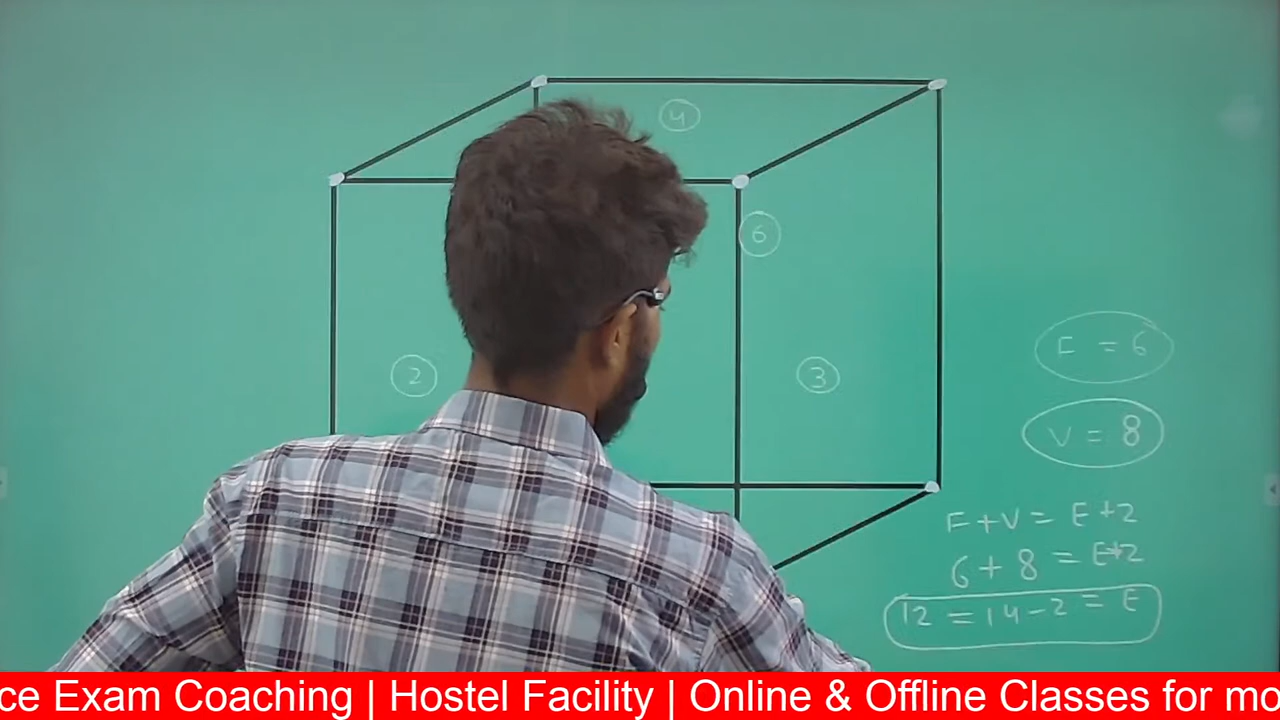 4
6
2
3
F = 6
V = 8
F+V = E+2
6+8 = E+2
12 = 14-2 = E
ce Exam Coaching | Hostel Facility | Online & Offline Classes for mo